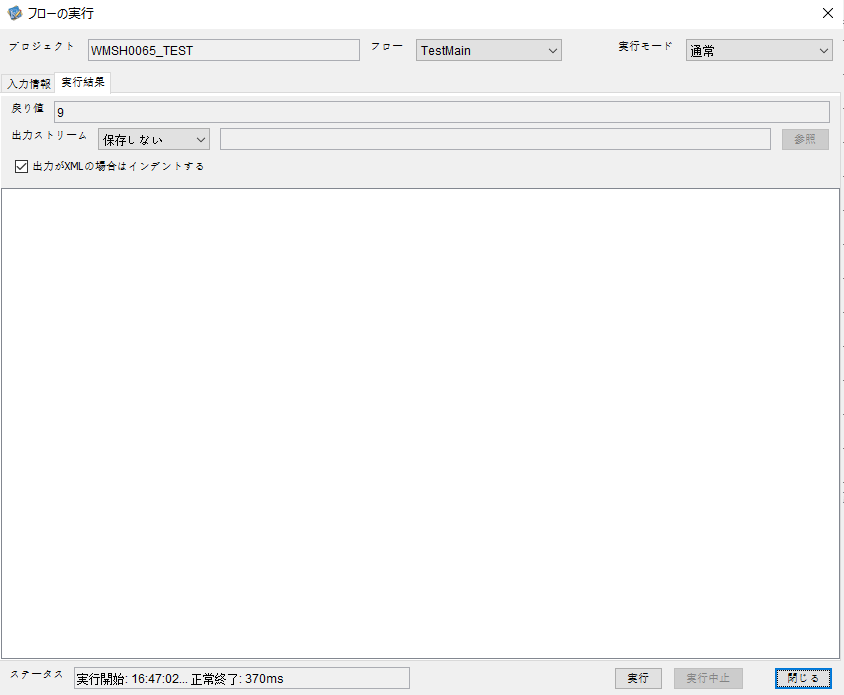 フローの実行
プロジェクト WMSH0065_TEST フロー TestMain 実行モード 通常
入力情報 実行結果
戻り値 9
出力ストリーム 保存しない 参照
出力がXMLの場合はインデントする
ステータス 実行開始: 16:47:02... 正常終了: 370ms 実行 実行中止 閉じる